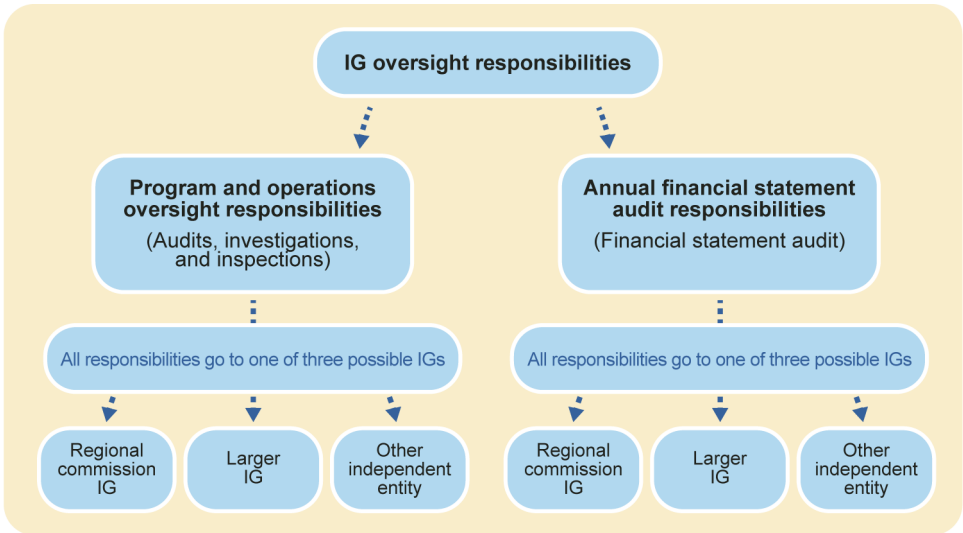 IG oversight responsibilities
Program and operations
oversight responsibilities
(Audits, investigations,
and inspections)
Annual financial statement
audit responsibilities
(Financial statement audit)
All responsibilities go to one of three possible IGs
All responsibilities go to one of three possible IGs
Regional
commission
IG
Larger
IG
Other
independent
entity
Regional
commission
IG
Larger
IG
Other
independent
entity